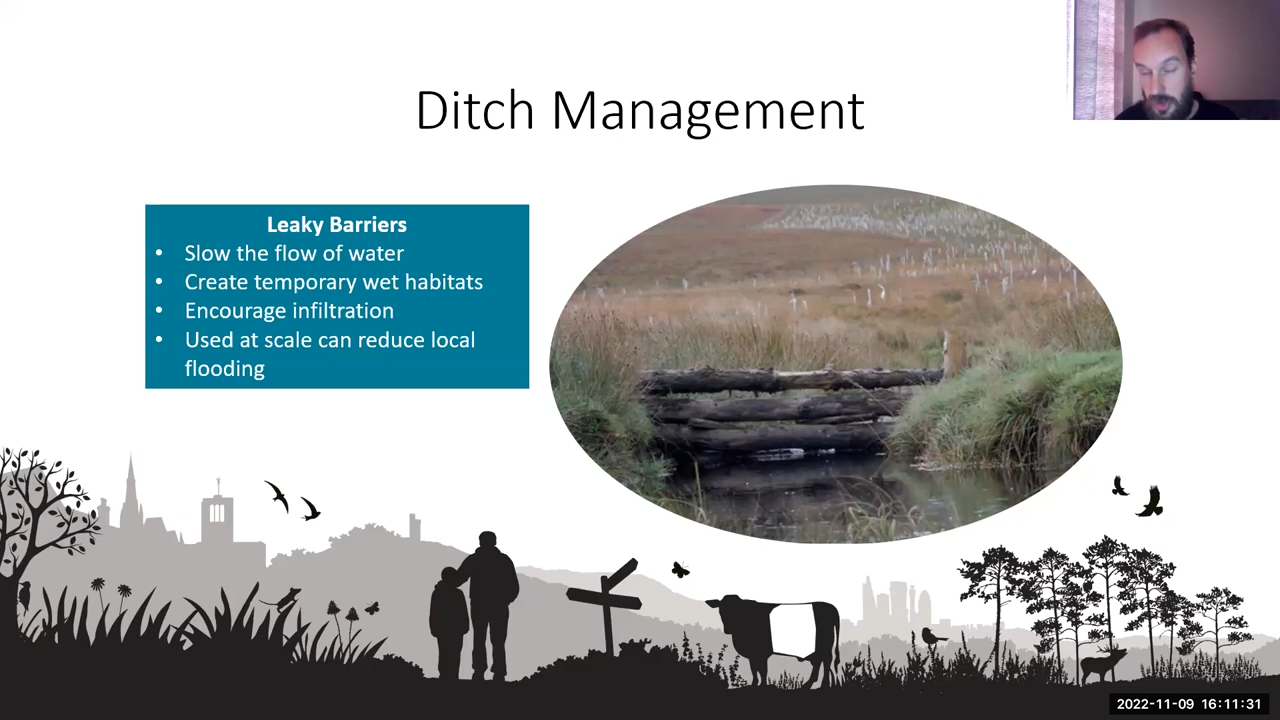 Ditch Management
Leaky Barriers
• Slow the flow of water
• Create temporary wet habitats
• Encourage infiltration
• Used at scale can reduce local
flooding
2022-11-09 16:11:31